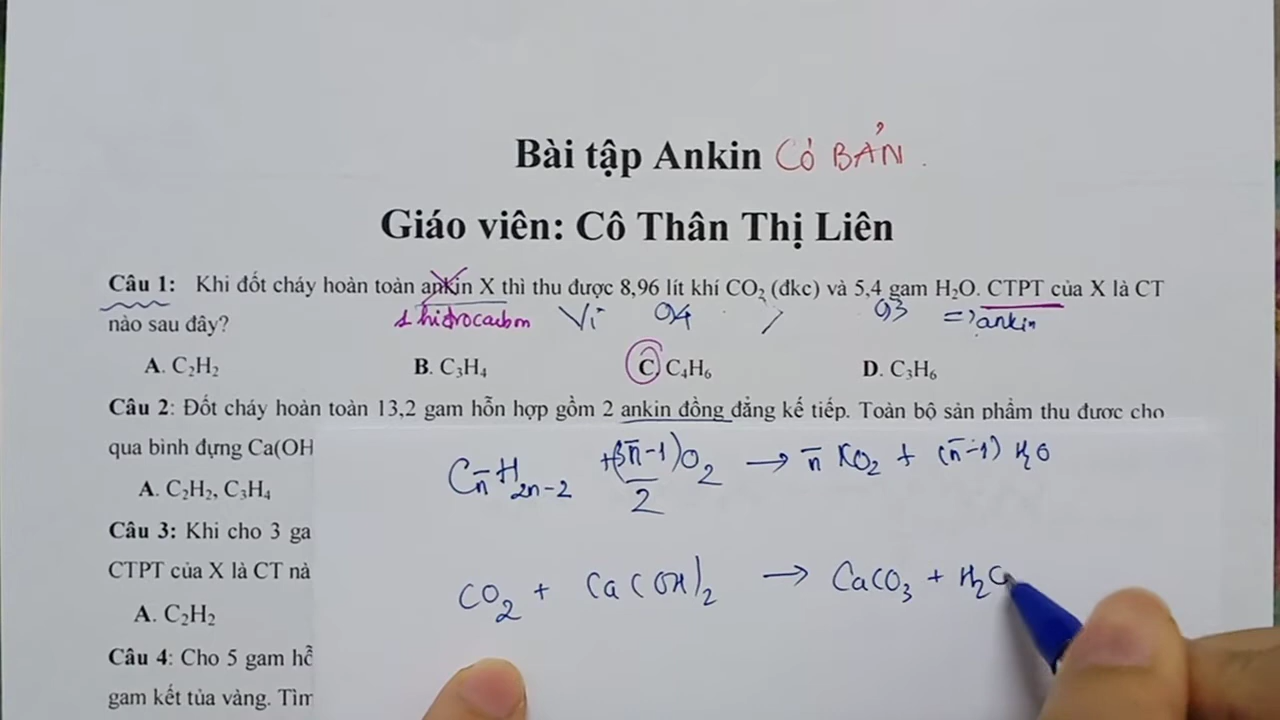 Bài tập Ankin CƠ BẢN.
Giáo viên: Cô Thân Thị Liên
Câu 1: Khi đốt cháy hoàn toàn ankin X thì thu được 8,96 lít khí CO2 (đkc) và 5,4 gam H2O. CTPT của X là CT
1 hidrocacbon Vì 0,4 > 0,3 => ankin
nào sau đây?
A. C2H2 B. C3H4 C C4H6 D. C3H6
Câu 2: Đốt cháy hoàn toàn 13,2 gam hỗn hợp gồm 2 ankin đồng đẳng kế tiếp. Toàn bộ sản phẩm thu được cho
qua bình đựng Ca(OH
A. C2H2, C3H4
Câu 3: Khi cho 3 ga
CTPT của X là CT nà
A. C2H2
Câu 4: Cho 5 gam hỗ
gam kết tủa vàng. Tìm
Cn̄H2n-2 + (3n̄-1)/2 O2 → n̄ CO2 + (n̄-1) H2O
CO2 + Ca(OH)2 → CaCO3 + H2O